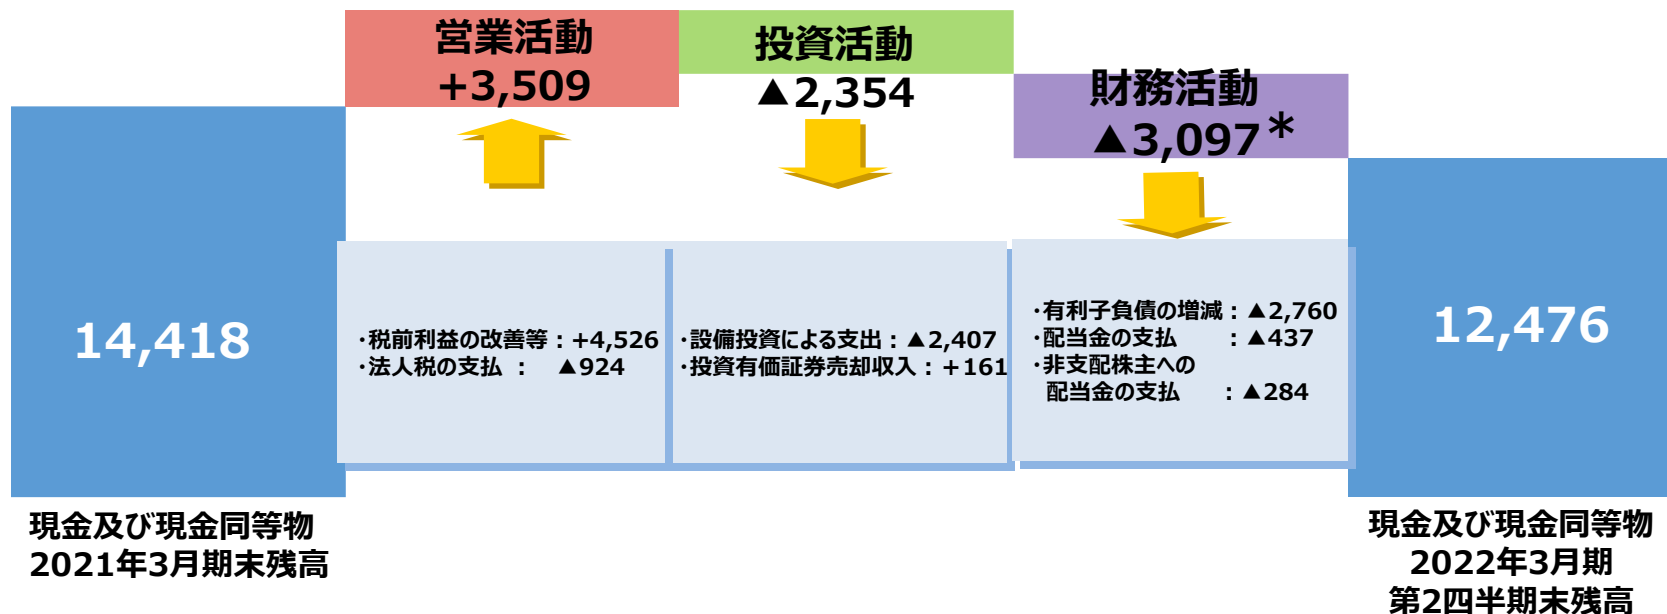 営業活動
+3,509
投資活動
▲2,354
財務活動
▲3,097*
14,418
・税前利益の改善等：+4,526
・法人税の支払 ： ▲924
・設備投資による支出：▲2,407
・投資有価証券売却収入：+161
・有利子負債の増減：▲2,760
・配当金の支払 ：▲437
・非支配株主への
配当金の支払 ：▲284
12,476
現金及び現金同等物
2021年3月期末残高
現金及び現金同等物
2022年3月期
第2四半期末残高